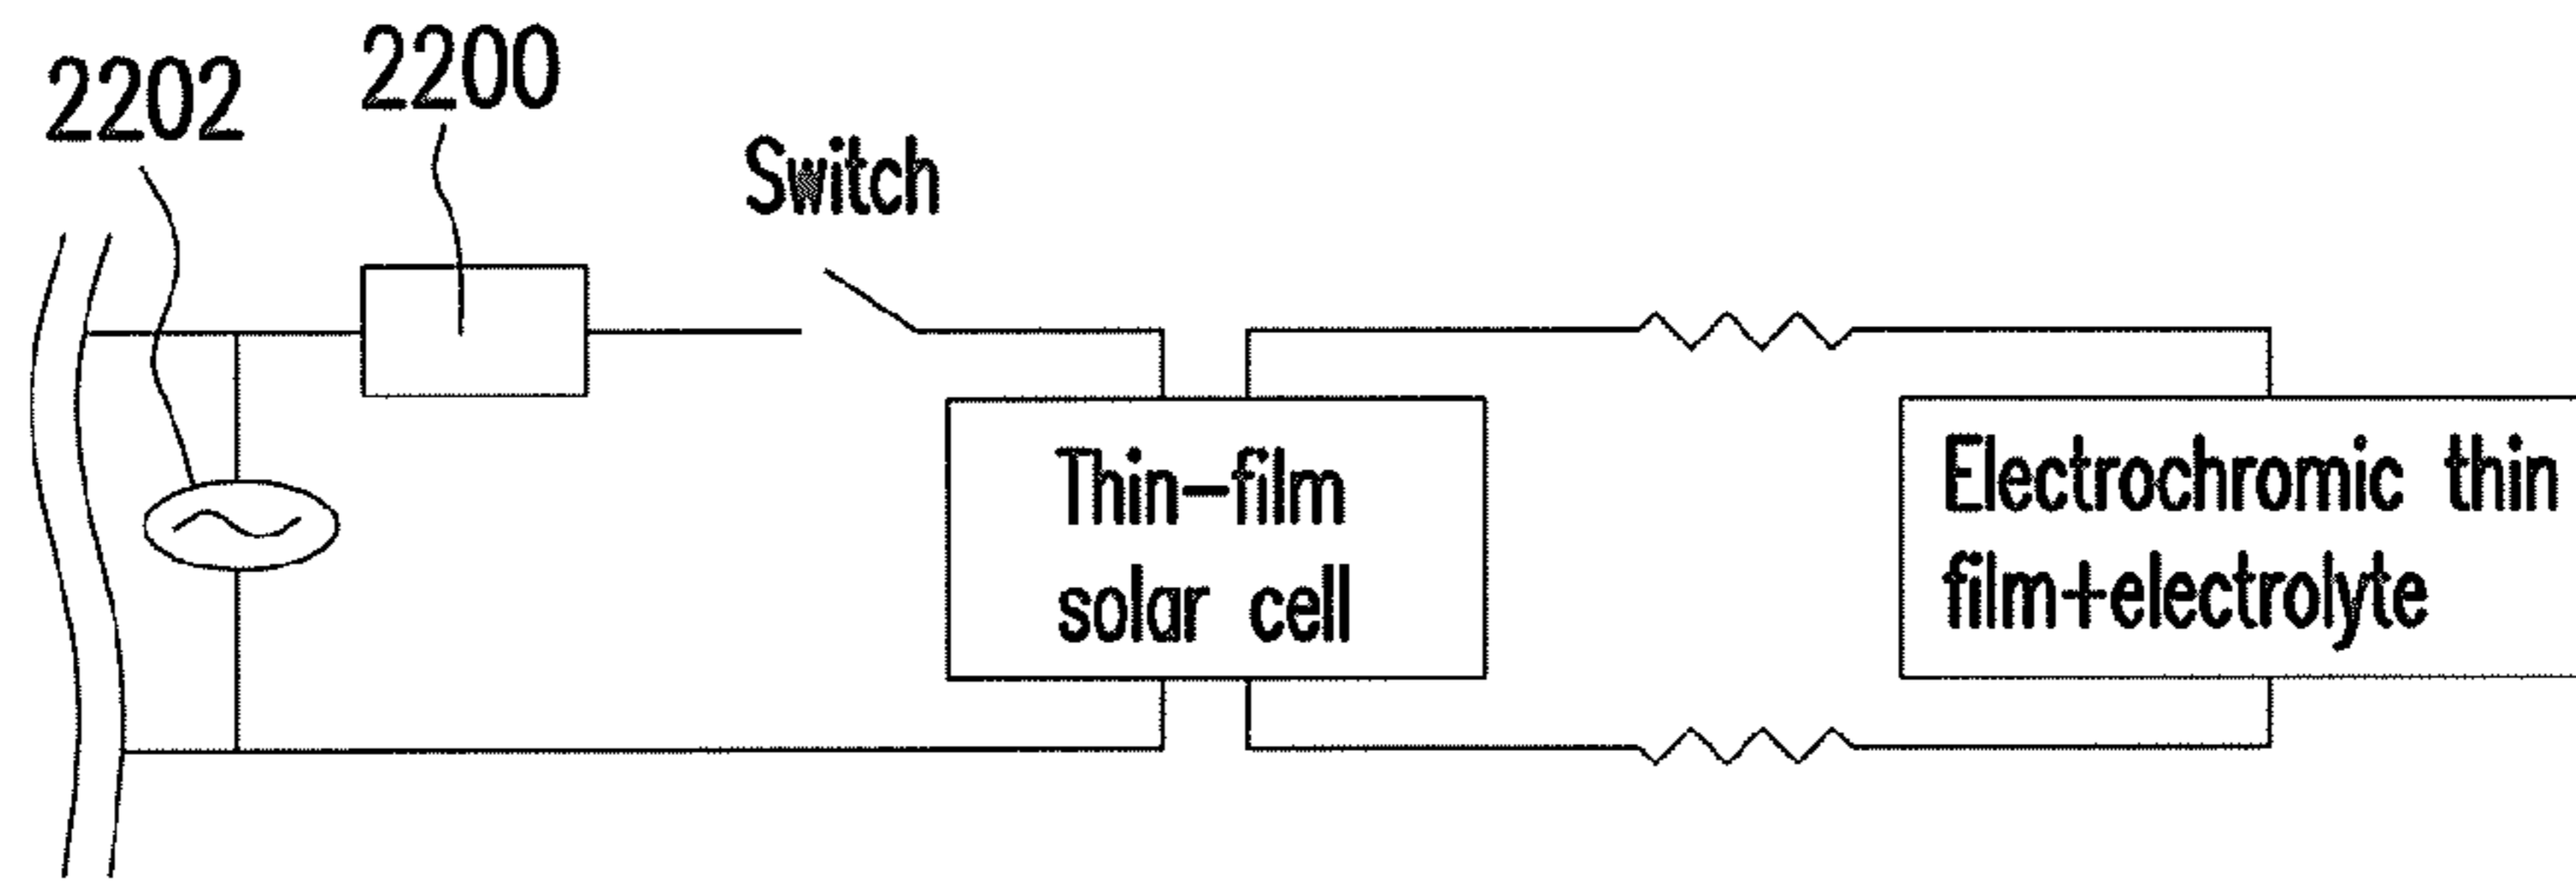 2202
2200
Switch
Thin-film
solar cell
Electrochromic thin
film+electrolyte